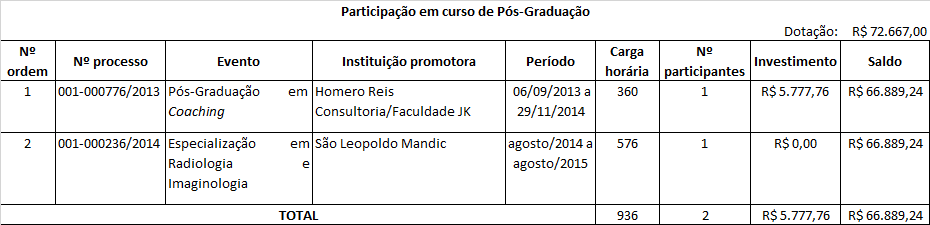 Participação em curso de Pós-Graduação
Dotação: R$ 72.667,00
Nº ordem Nº processo Evento Instituição promotora Período Carga horária Nº participantes Investimento Saldo
1 001-000776/2013 Pós-Graduação em Coaching Homero Reis Consultoria/Faculdade JK 06/09/2013 a 29/11/2014 360 1 R$ 5.777,76 R$ 66.889,24
2 001-000236/2014 Especialização em Radiologia e Imaginologia São Leopoldo Mandic agosto/2014 a agosto/2015 576 1 R$ 0,00 R$ 66.889,24
TOTAL 936 2 R$ 5.777,76 R$ 66.889,24